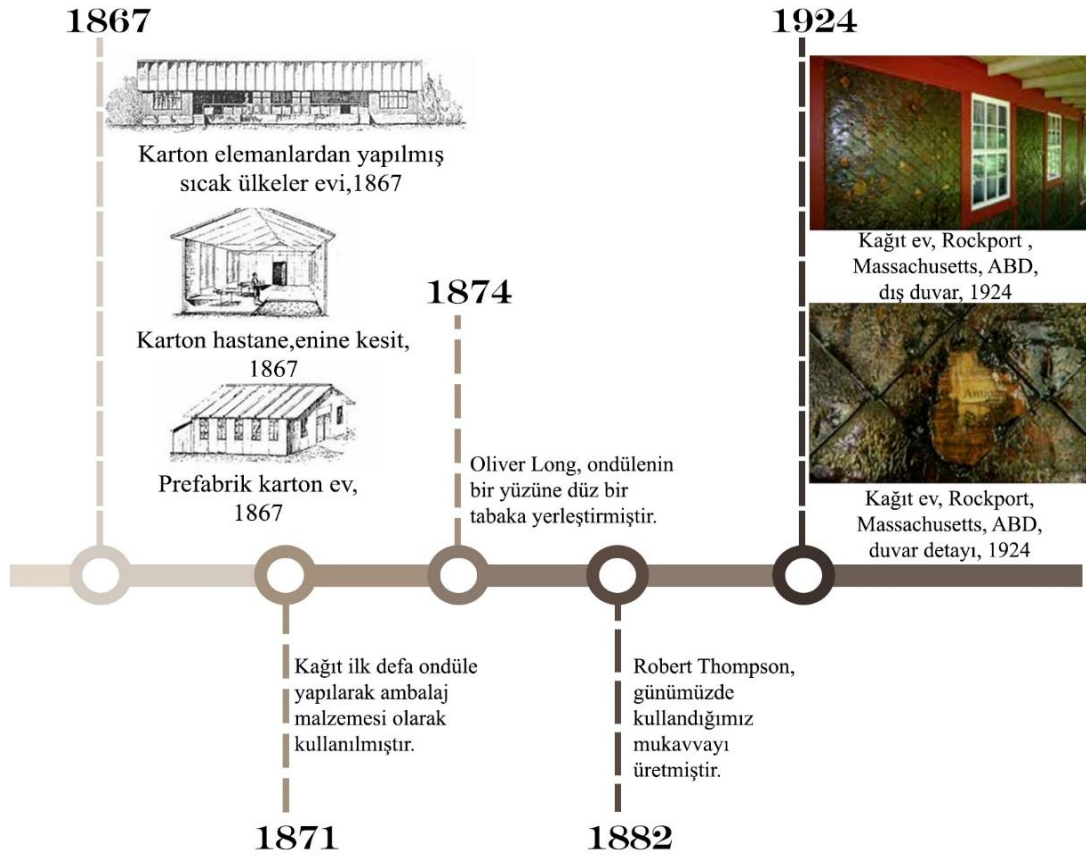 1867
Karton elemanlardan yapılmış
sıcak ülkeler evi,1867
Karton hastane,enine kesit,
1867
Prefabrik karton ev,
1867
1871
Kağıt ilk defa ondüle
yapılarak ambalaj
malzemesi olarak
kullanılmıştır.
1874
Oliver Long, ondülenin
bir yüzüne düz bir
tabaka yerleştirmiştir.
1882
Robert Thompson,
günümüzde
kullandığımız
mukavvayı
üretmiştir.
1924
Kağıt ev, Rockport ,
Massachusetts, ABD,
dış duvar, 1924
Kağıt ev, Rockport,
Massachusetts, ABD,
duvar detayı, 1924